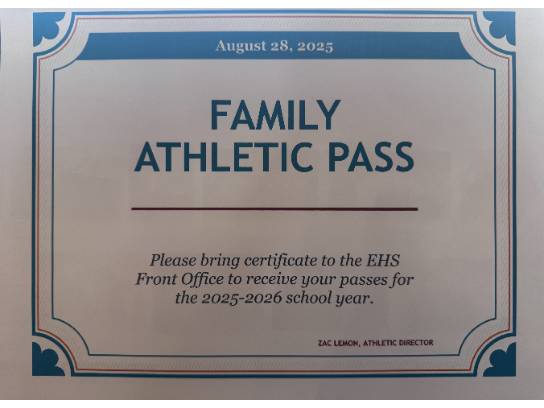 August 28, 2025
FAMILY
ATHLETIC PASS
Please bring certificate to the EHS
Front Office to receive your passes for
the 2025-2026 school year.
ZAC LEMON, ATHLETIC DIRECTOR